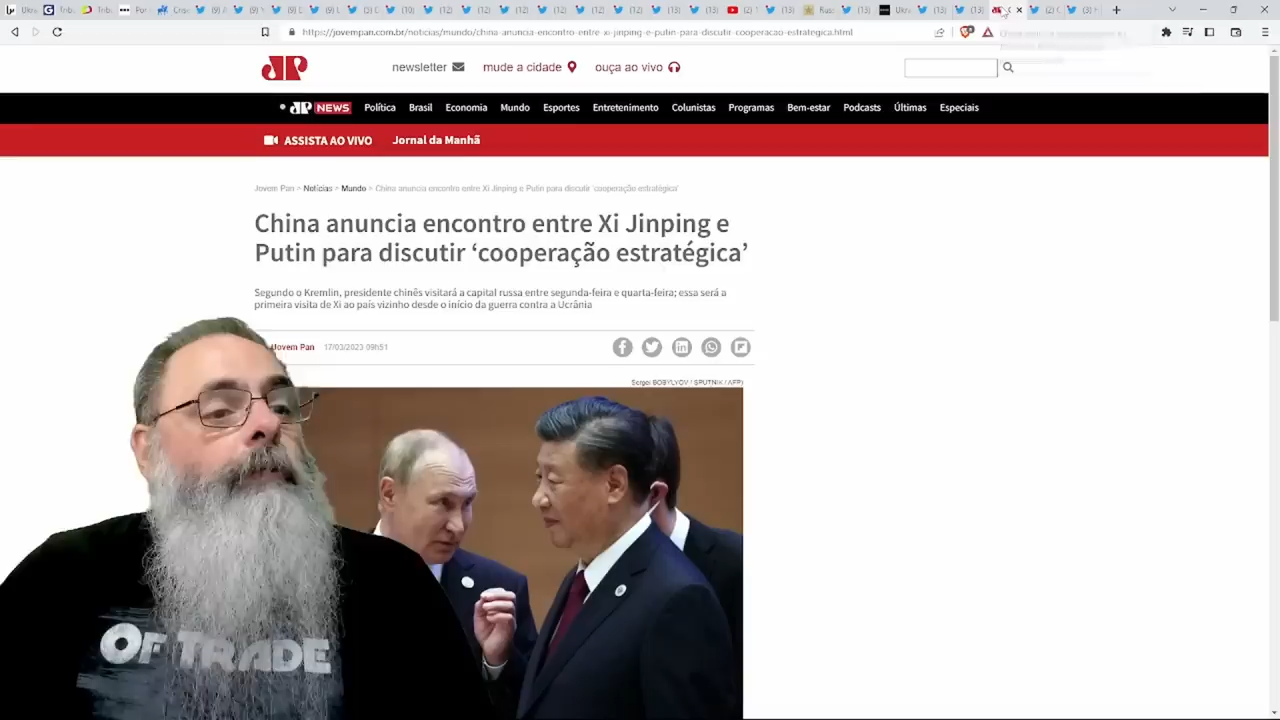 https://jovempan.com.br/noticias/mundo/china-anuncia-encontro-entre-xi-jinping-e-putin-para-discutir-cooperacao-estrategica.html
JP
newsletter
mude a cidade
ouça ao vivo
JP NEWS
Política
Brasil
Economia
Mundo
Esportes
Entretenimento
Colunistas
Programas
Bem-estar
Podcasts
Últimas
Especiais
ASSISTA AO VIVO
Jornal da Manhã
Jovem Pan > Notícias > Mundo > China anuncia encontro entre Xi Jinping e Putin para discutir 'cooperação estratégica'
China anuncia encontro entre Xi Jinping e
Putin para discutir ‘cooperação estratégica’
Segundo o Kremlin, presidente chinês visitará a capital russa entre segunda-feira e quarta-feira; essa será a
primeira visita de Xi ao país vizinho desde o início da guerra contra a Ucrânia
Jovem Pan
17/03/2023 09h51
OF TRADE